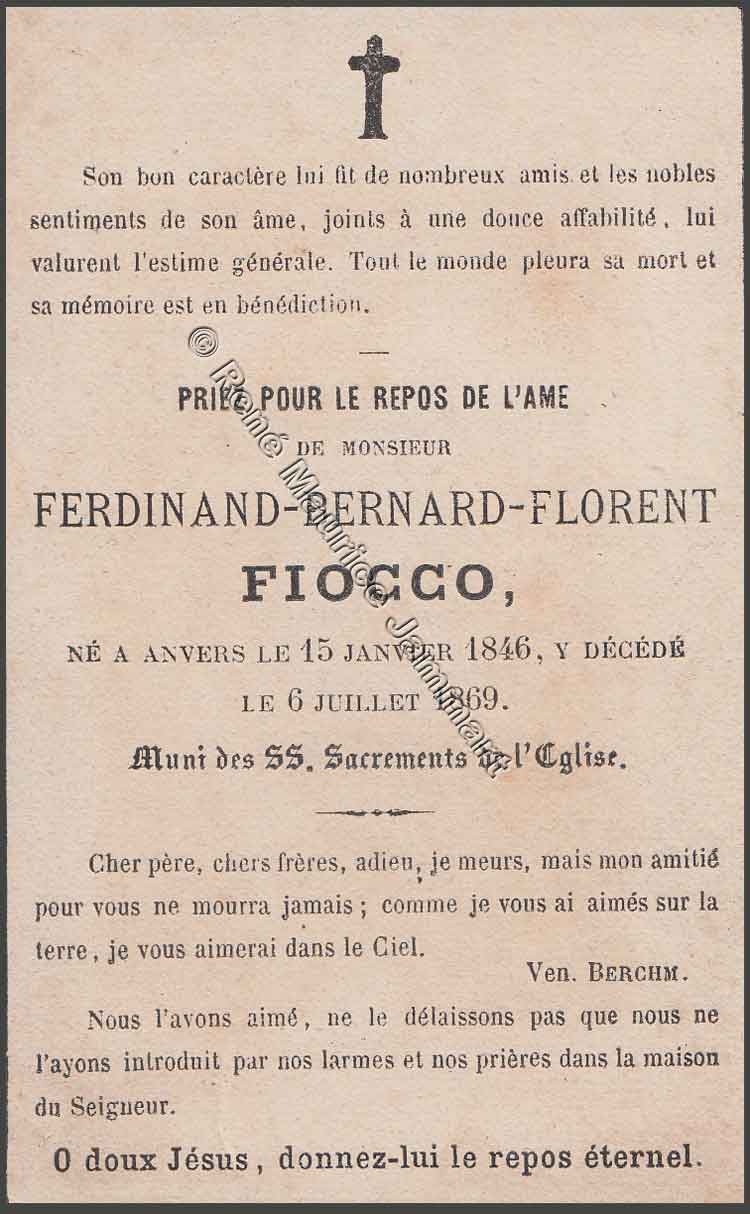 Son bon caractère lui fit de nombreux amis et les nobles
sentiments de son âme, joints à une douce affabilité, lui
valurent l'estime générale. Tout le monde pleura sa mort et
sa mémoire est en bénédiction.
PRIEZ POUR LE REPOS DE L'AME
DE MONSIEUR
FERDINAND-BERNARD-FLORENT
FIOCCO,
NÉ A ANVERS LE 15 JANVIER 1846, Y DÉCÉDÉ
LE 6 JUILLET 1869.
Muni des SS. Sacrements de l'Eglise.
Cher père, chers frères, adieu, je meurs, mais mon amitié
pour vous ne mourra jamais ; comme je vous ai aimés sur la
terre, je vous aimerai dans le Ciel.
Ven. BERCHM.
Nous l'avons aimé, ne le délaissons pas que nous ne
l'ayons introduit par nos larmes et nos prières dans la maison
du Seigneur.
O doux Jésus, donnez-lui le repos éternel.
© René Maurice Jammart